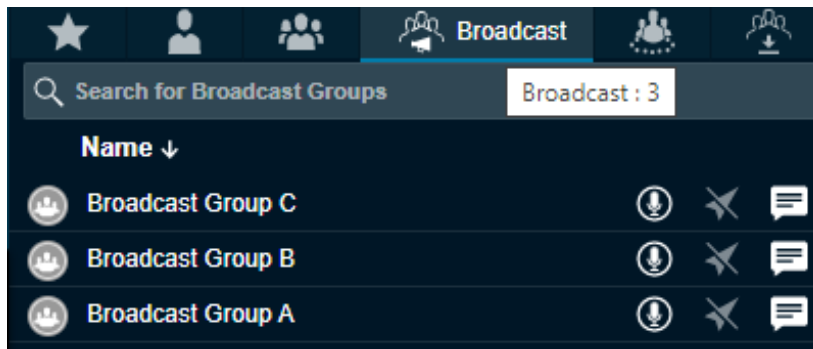 Broadcast
Search for Broadcast Groups
Broadcast : 3
Name ↓
Broadcast Group C
Broadcast Group B
Broadcast Group A